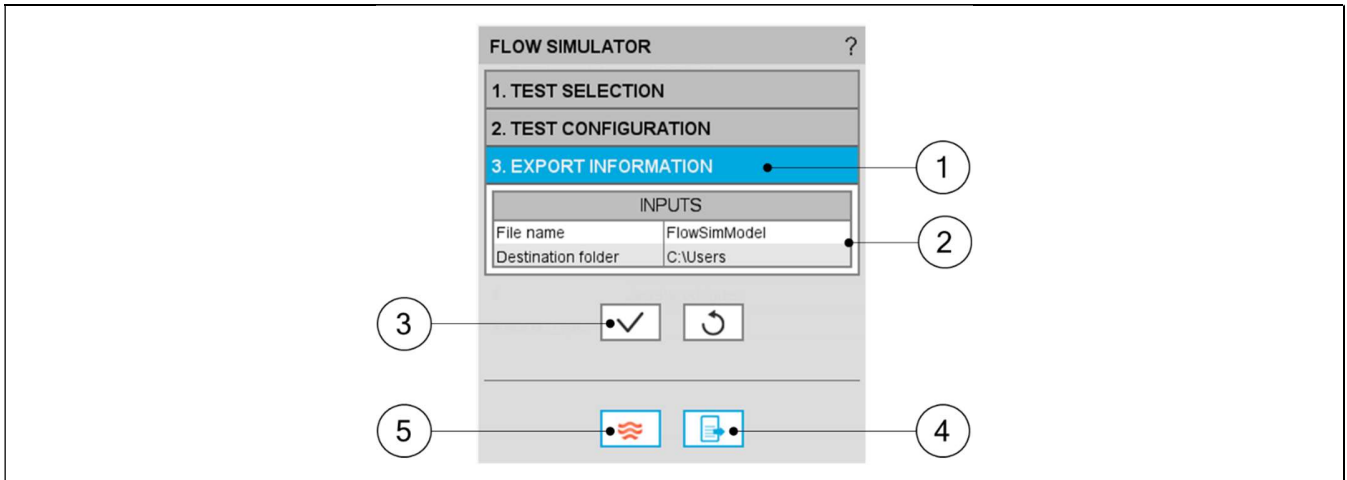 FLOW SIMULATOR ?
1. TEST SELECTION
2. TEST CONFIGURATION
3. EXPORT INFORMATION
1
INPUTS
File name FlowSimModel
2
Destination folder C:\Users
3
5
4